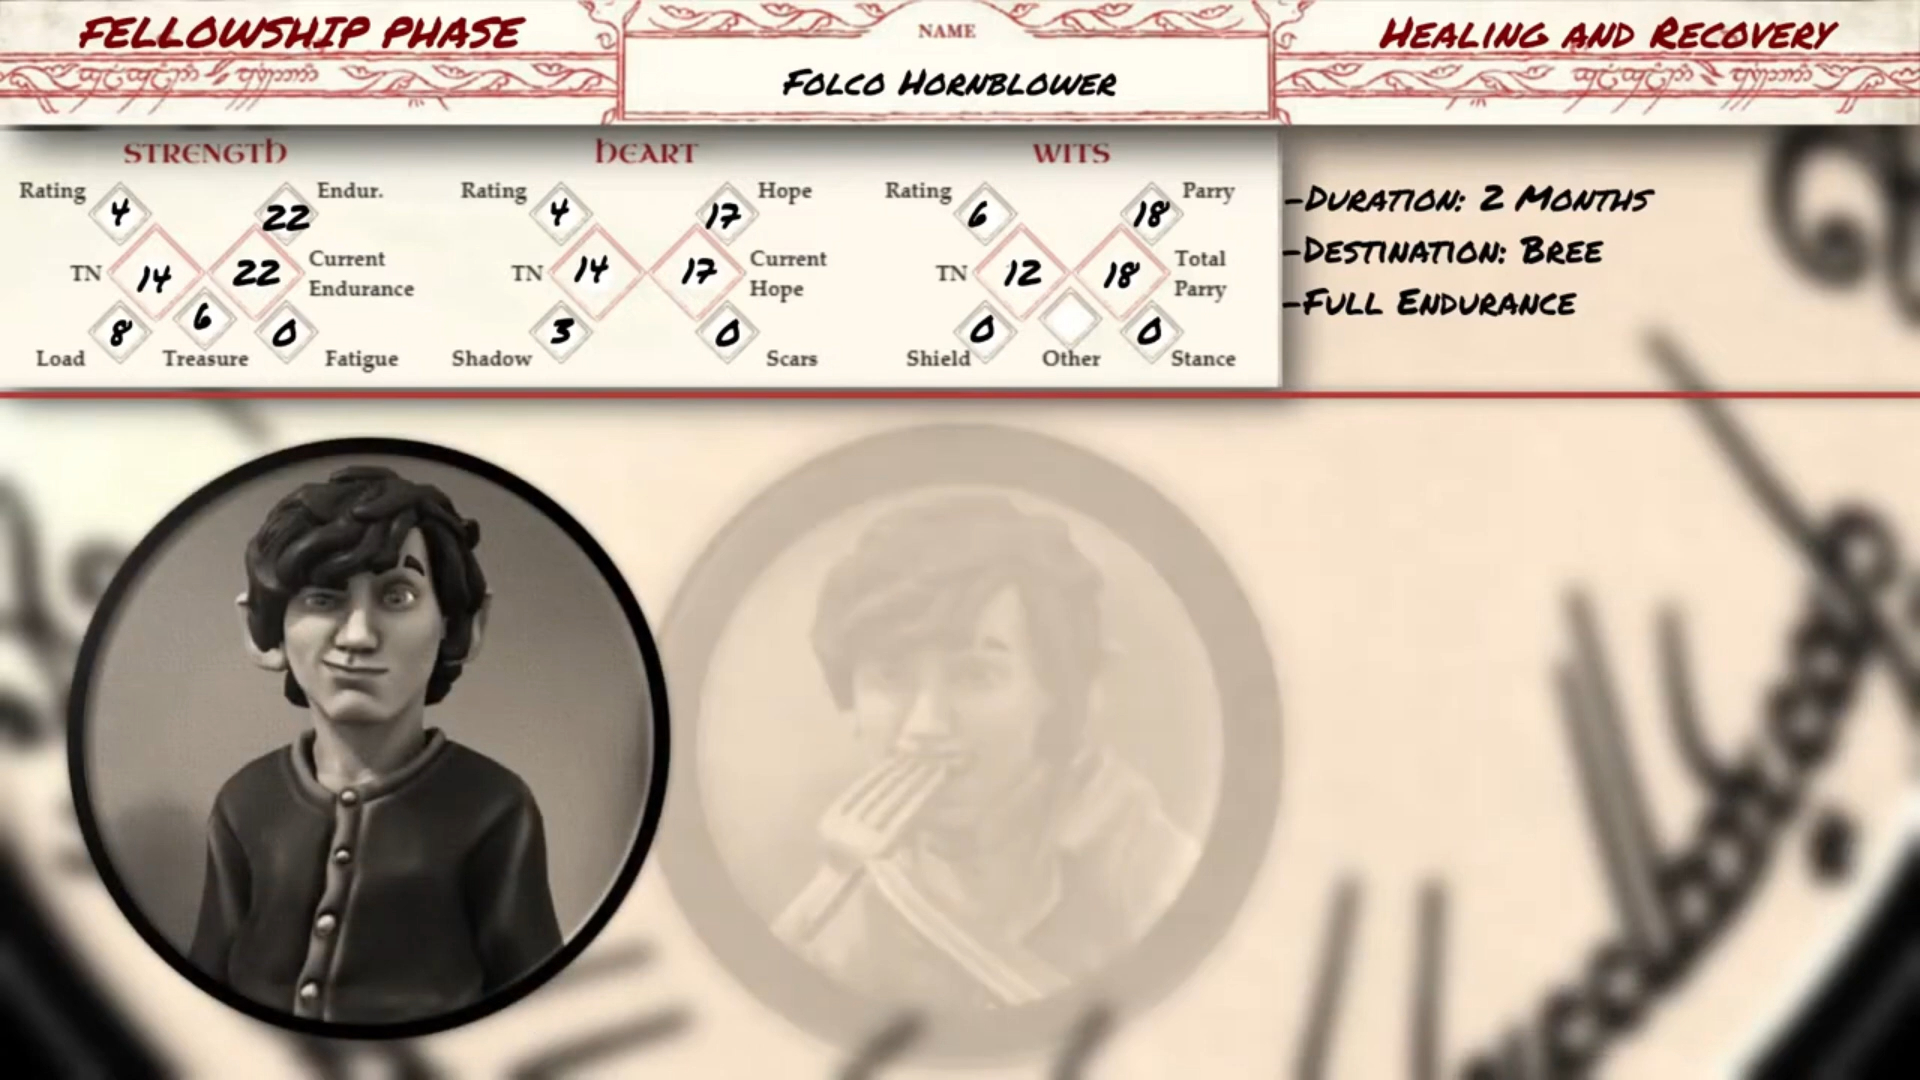 FELLOWSHIP PHASE
NAME
FOLCO HORNBLOWER
HEALING AND RECOVERY
STRENGTH
Rating 4
22 Endur.
TN 14
22 Current Endurance
8 Load
6 Treasure
0 Fatigue
HEART
Rating 4
17 Hope
TN 14
17 Current Hope
3 Shadow
0 Scars
WITS
Rating 6
18 Parry
TN 12
18 Total Parry
0 Shield
Other
0 Stance
-DURATION: 2 MONTHS
-DESTINATION: BREE
-FULL ENDURANCE